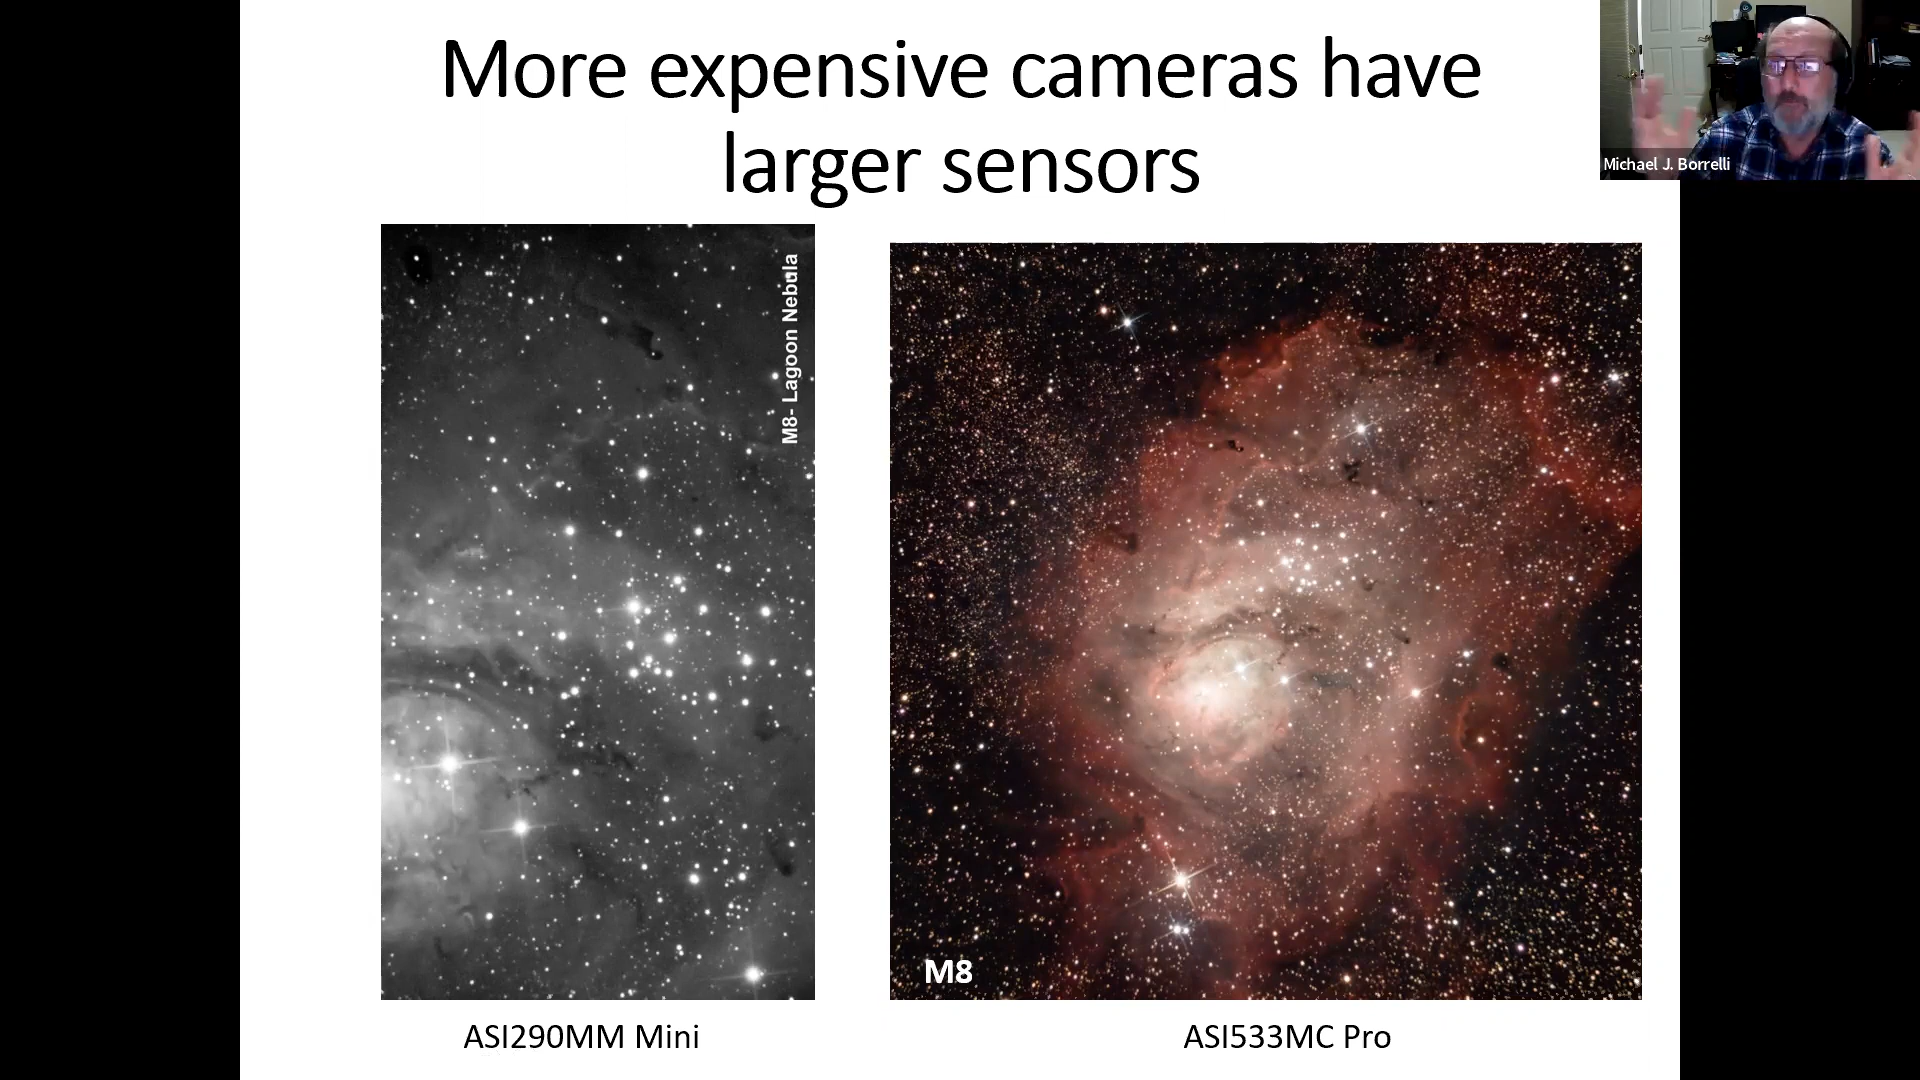 More expensive cameras have
larger sensors
Michael J. Borrelli
M8- Lagoon Nebula
M8
ASI290MM Mini
ASI533MC Pro